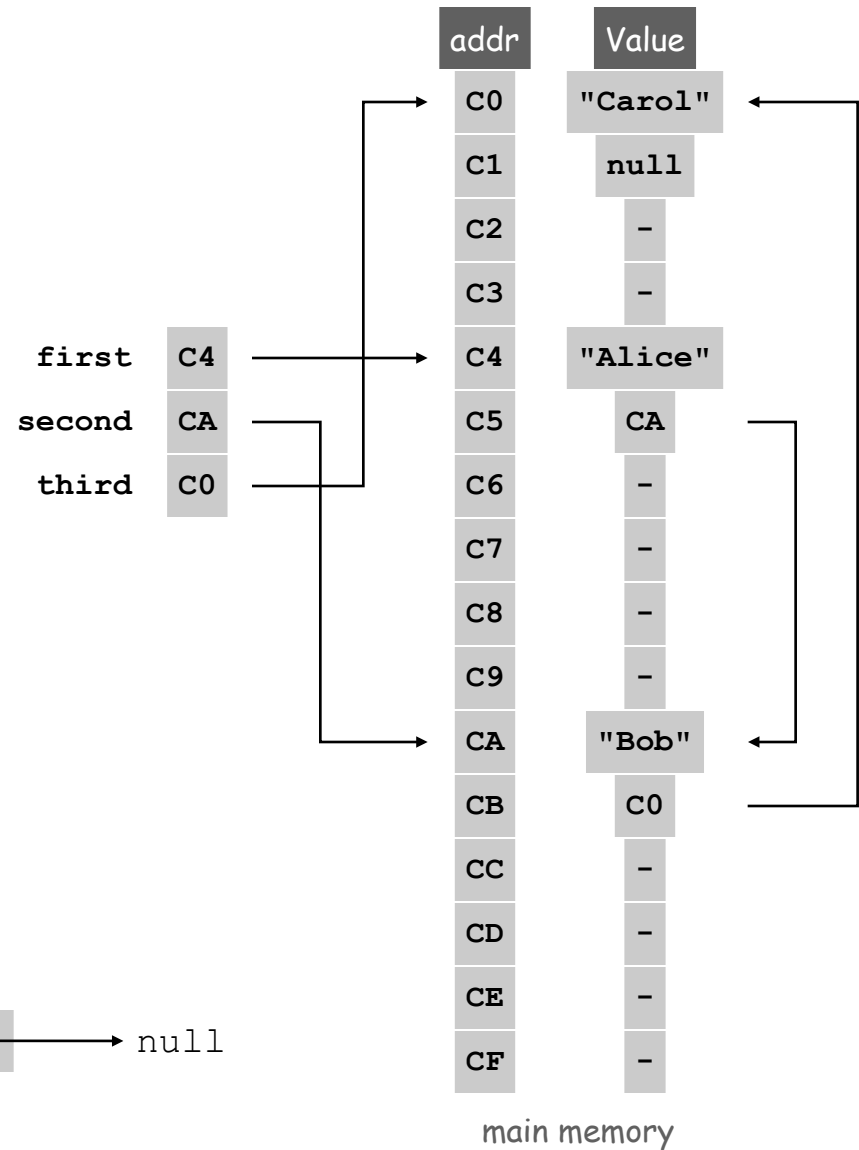 addr Value
C0 "Carol"
C1 null
C2 -
C3 -
first C4 C4 "Alice"
second CA C5 CA
third C0 C6 -
C7 -
C8 -
C9 -
CA "Bob"
CB C0
CC -
CD -
CE -
null
CF -
main memory